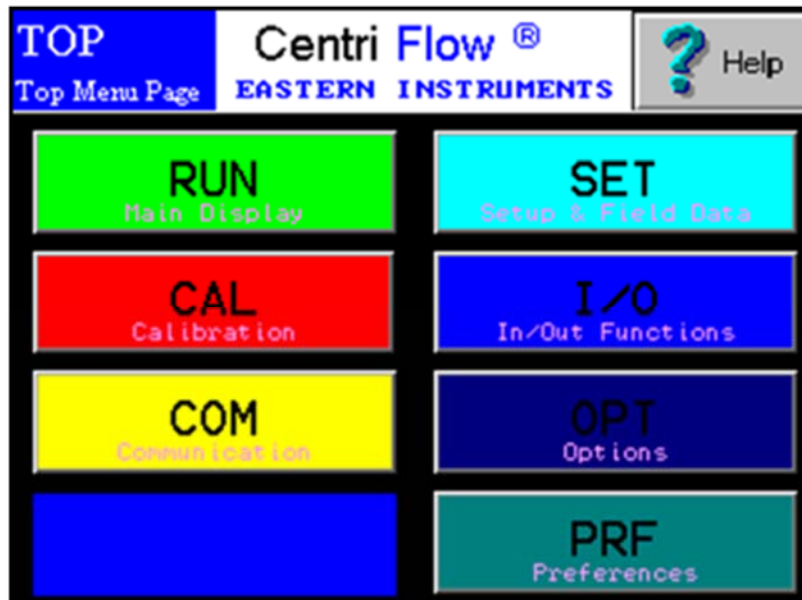 TOP
Top Menu Page
Centri Flow ®
EASTERN INSTRUMENTS
Help
RUN
Main Display
SET
Setup & Field Data
CAL
Calibration
I/O
In/Out Functions
COM
Communication
OPT
Options
PRF
Preferences